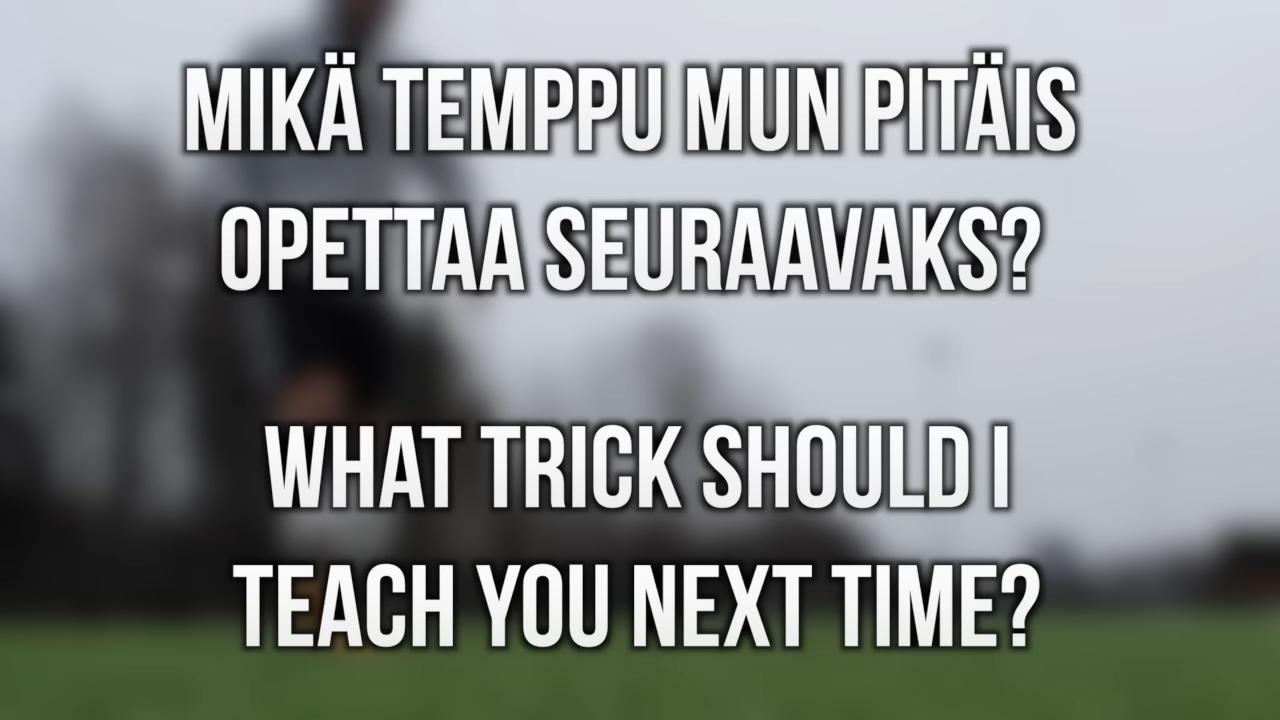 MIKÄ TEMPPU MUN PITÄIS
OPETTAA SEURAAVAKS?
WHAT TRICK SHOULD I
TEACH YOU NEXT TIME?